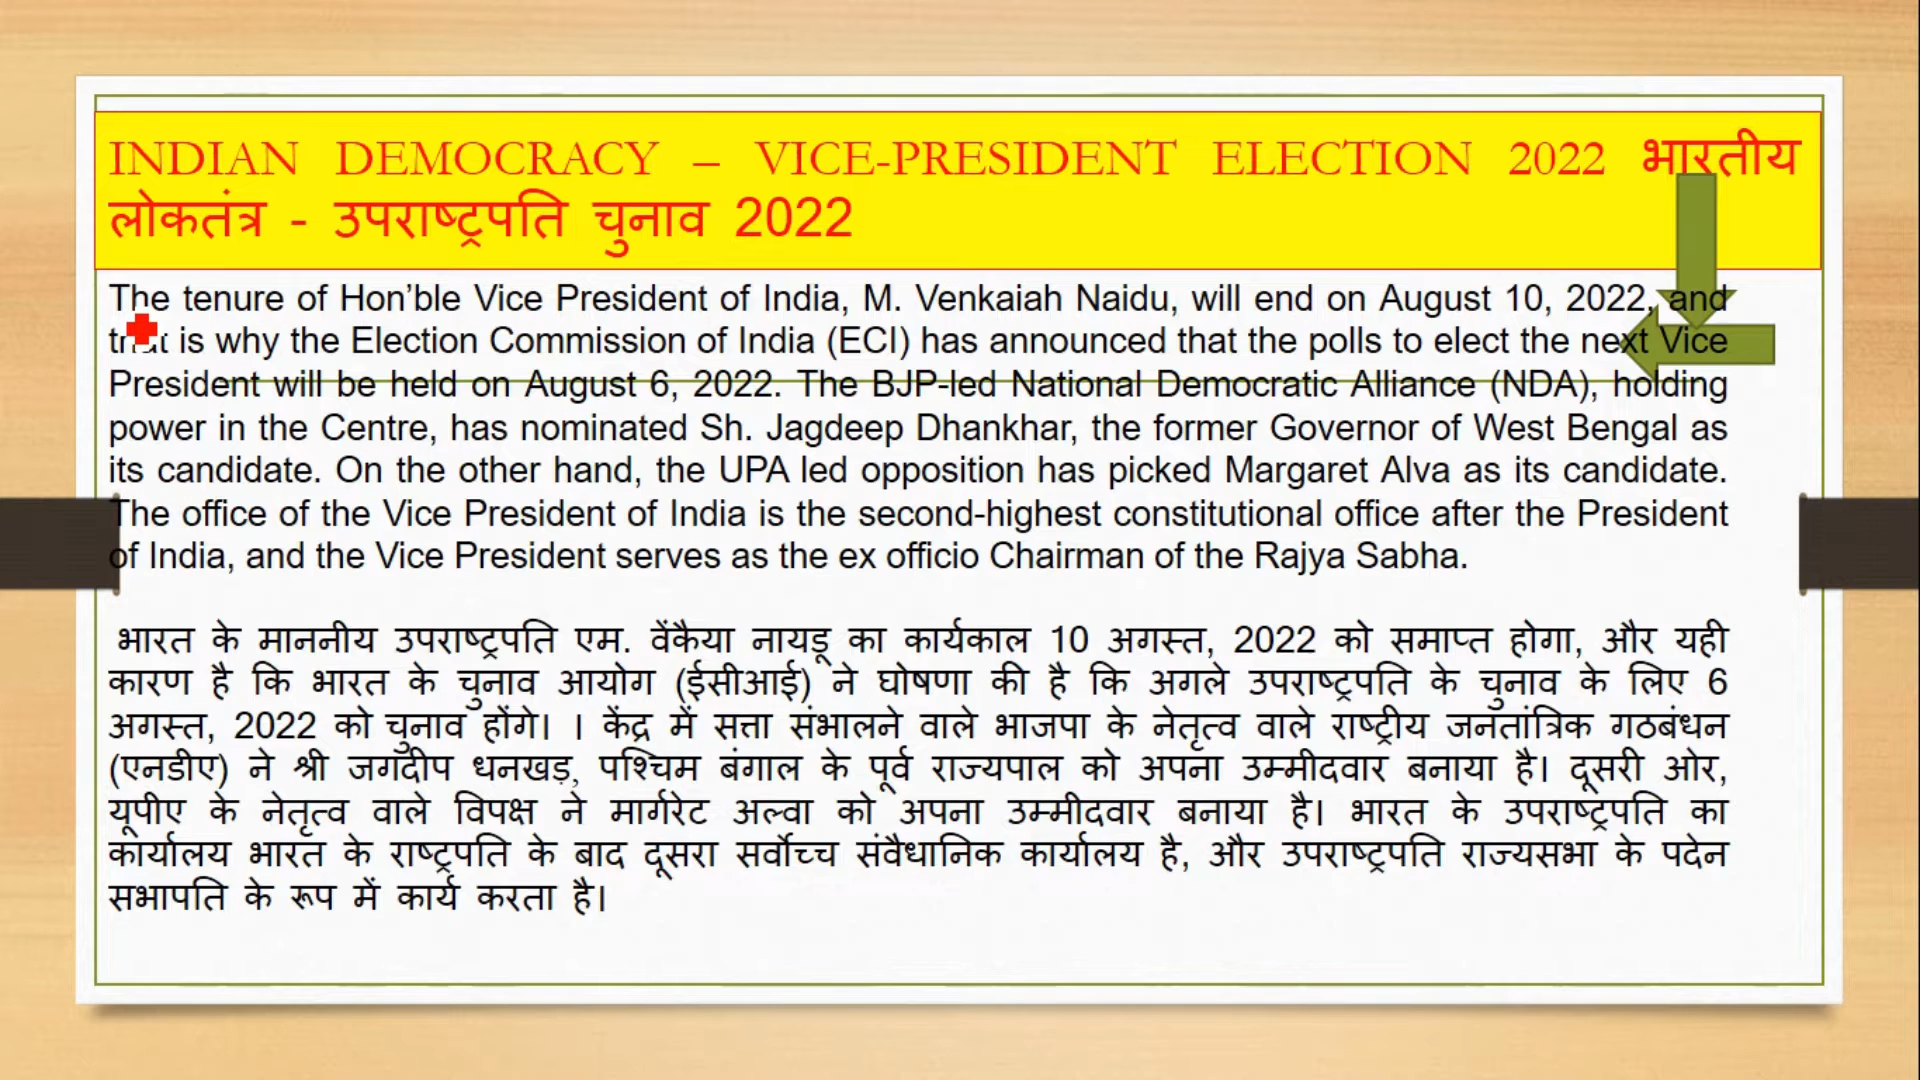 INDIAN DEMOCRACY – VICE-PRESIDENT ELECTION 2022 भारतीय
लोकतंत्र - उपराष्ट्रपति चुनाव 2022
The tenure of Hon’ble Vice President of India, M. Venkaiah Naidu, will end on August 10, 2022, and
that is why the Election Commission of India (ECI) has announced that the polls to elect the next Vice
President will be held on August 6, 2022. The BJP-led National Democratic Alliance (NDA), holding
power in the Centre, has nominated Sh. Jagdeep Dhankhar, the former Governor of West Bengal as
its candidate. On the other hand, the UPA led opposition has picked Margaret Alva as its candidate.
The office of the Vice President of India is the second-highest constitutional office after the President
of India, and the Vice President serves as the ex officio Chairman of the Rajya Sabha.
भारत के माननीय उपराष्ट्रपति एम. वेंकैया नायडू का कार्यकाल 10 अगस्त, 2022 को समाप्त होगा, और यही
कारण है कि भारत के चुनाव आयोग (ईसीआई) ने घोषणा की है कि अगले उपराष्ट्रपति के चुनाव के लिए 6
अगस्त, 2022 को चुनाव होंगे। । केंद्र में सत्ता संभालने वाले भाजपा के नेतृत्व वाले राष्ट्रीय जनतांत्रिक गठबंधन
(एनडीए) ने श्री जगदीप धनखड़, पश्चिम बंगाल के पूर्व राज्यपाल को अपना उम्मीदवार बनाया है। दूसरी ओर,
यूपीए के नेतृत्व वाले विपक्ष ने मार्गरेट अल्वा को अपना उम्मीदवार बनाया है। भारत के उपराष्ट्रपति का
कार्यालय भारत के राष्ट्रपति के बाद दूसरा सर्वोच्च संवैधानिक कार्यालय है, और उपराष्ट्रपति राज्यसभा के पदेन
सभापति के रूप में कार्य करता है।